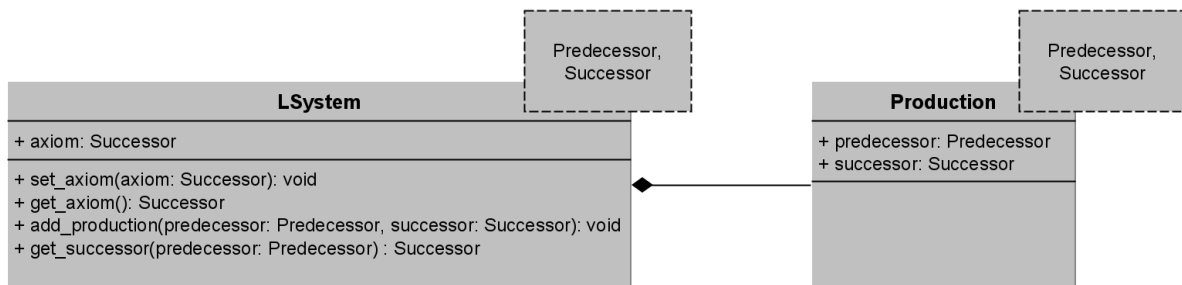 Predecessor,
Successor
LSystem
+ axiom: Successor
+ set_axiom(axiom: Successor): void
+ get_axiom(): Successor
+ add_production(predecessor: Predecessor, successor: Successor): void
+ get_successor(predecessor: Predecessor) : Successor
Predecessor,
Successor
Production
+ predecessor: Predecessor
+ successor: Successor